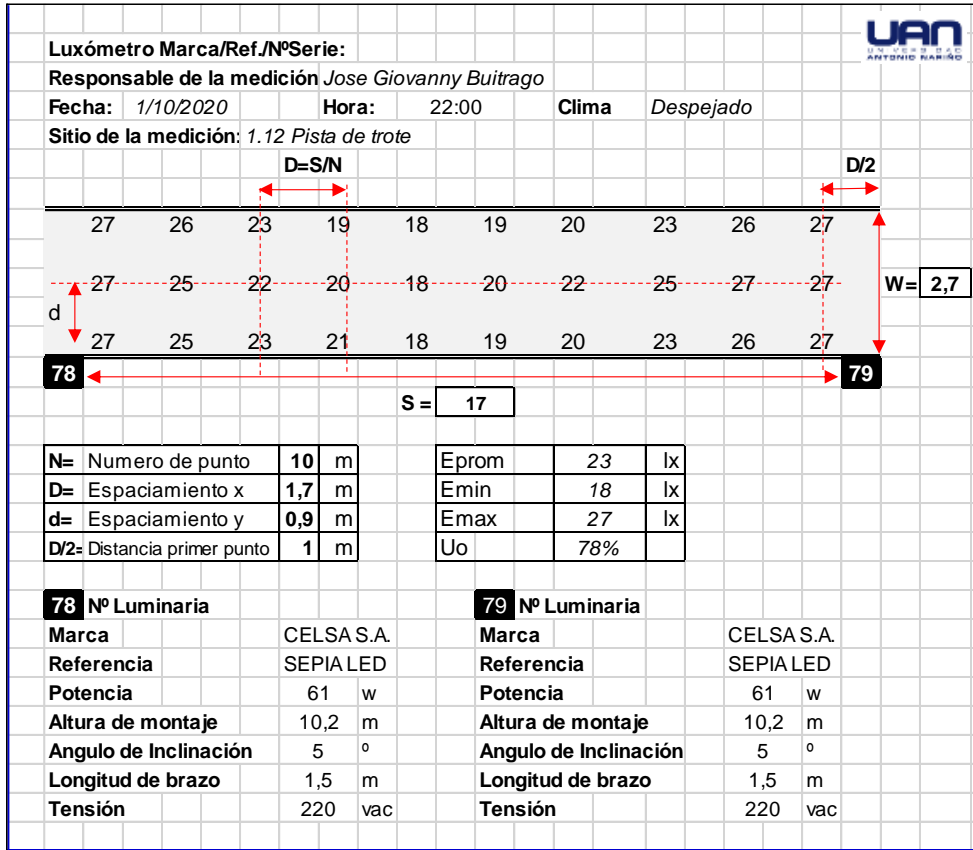 UAN
UNIVERSIDAD
ANTONIO NARIÑO
Luxómetro Marca/Ref./NºSerie:
Responsable de la medición Jose Giovanny Buitrago
Fecha: 1/10/2020 Hora: 22:00 Clima Despejado
Sitio de la medición: 1.12 Pista de trote
D=S/N D/2
27 26 23 19 18 19 20 23 26 27
27 25 22 20 18 20 22 25 27 27 W= 2,7
d
27 25 23 21 18 19 20 23 26 27
78 79
S = 17
N= Numero de punto 10 m Eprom 23 lx
D= Espaciamiento x 1,7 m Emin 18 lx
d= Espaciamiento y 0,9 m Emax 27 lx
D/2= Distancia primer punto 1 m Uo 78%
78 Nº Luminaria 79 Nº Luminaria
Marca CELSA S.A. Marca CELSA S.A.
Referencia SEPIA LED Referencia SEPIA LED
Potencia 61 w Potencia 61 w
Altura de montaje 10,2 m Altura de montaje 10,2 m
Angulo de Inclinación 5 º Angulo de Inclinación 5 º
Longitud de brazo 1,5 m Longitud de brazo 1,5 m
Tensión 220 vac Tensión 220 vac